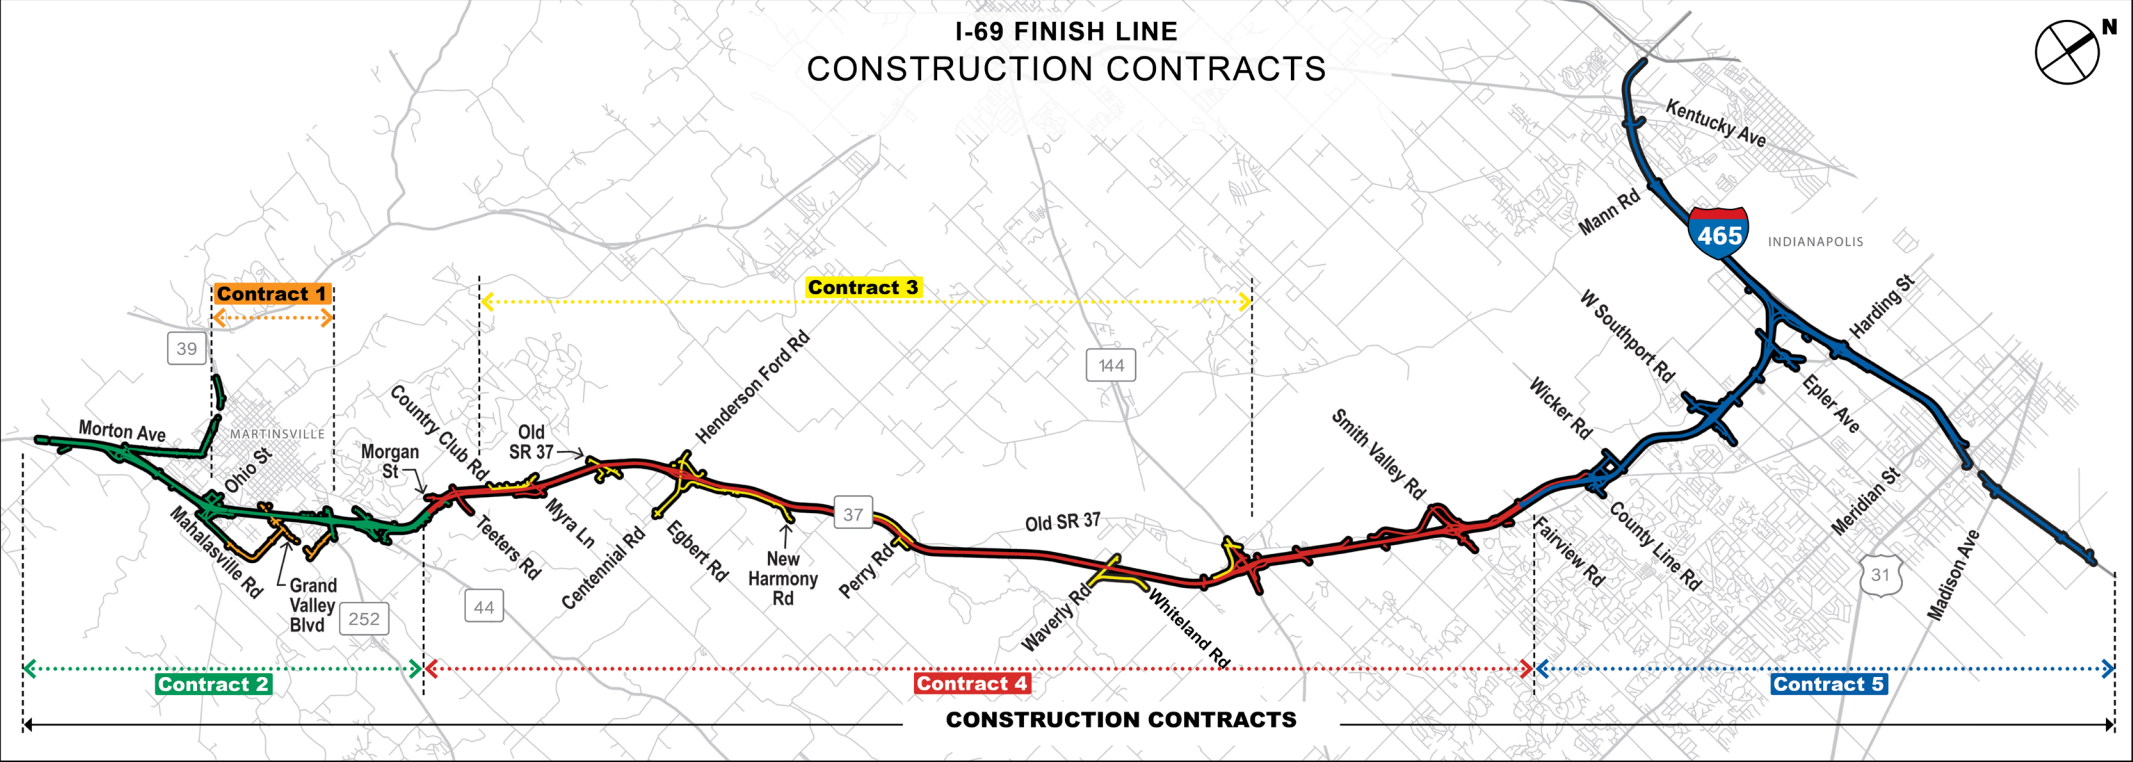 I-69 FINISH LINE
CONSTRUCTION CONTRACTS
N
Kentucky Ave
Mann Rd
465
INDIANAPOLIS
Contract 1
Contract 3
39
144
Harding St
W Southport Rd
Epler Ave
Wicker Rd
Henderson Ford Rd
Smith Valley Rd
Country Club Rd
Old
SR 37
Morgan
St
Morton Ave
MARTINSVILLE
Ohio St
Mahalasville Rd
Grand
Valley
Blvd
252
44
Teeters Rd
Myra Ln
Centennial Rd
Egbert Rd
New
Harmony
Rd
37
Perry Rd
Old SR 37
Waverly Rd
Whiteland Rd
Fairview Rd
County Line Rd
Meridian St
31
Madison Ave
Contract 2
Contract 4
Contract 5
CONSTRUCTION CONTRACTS